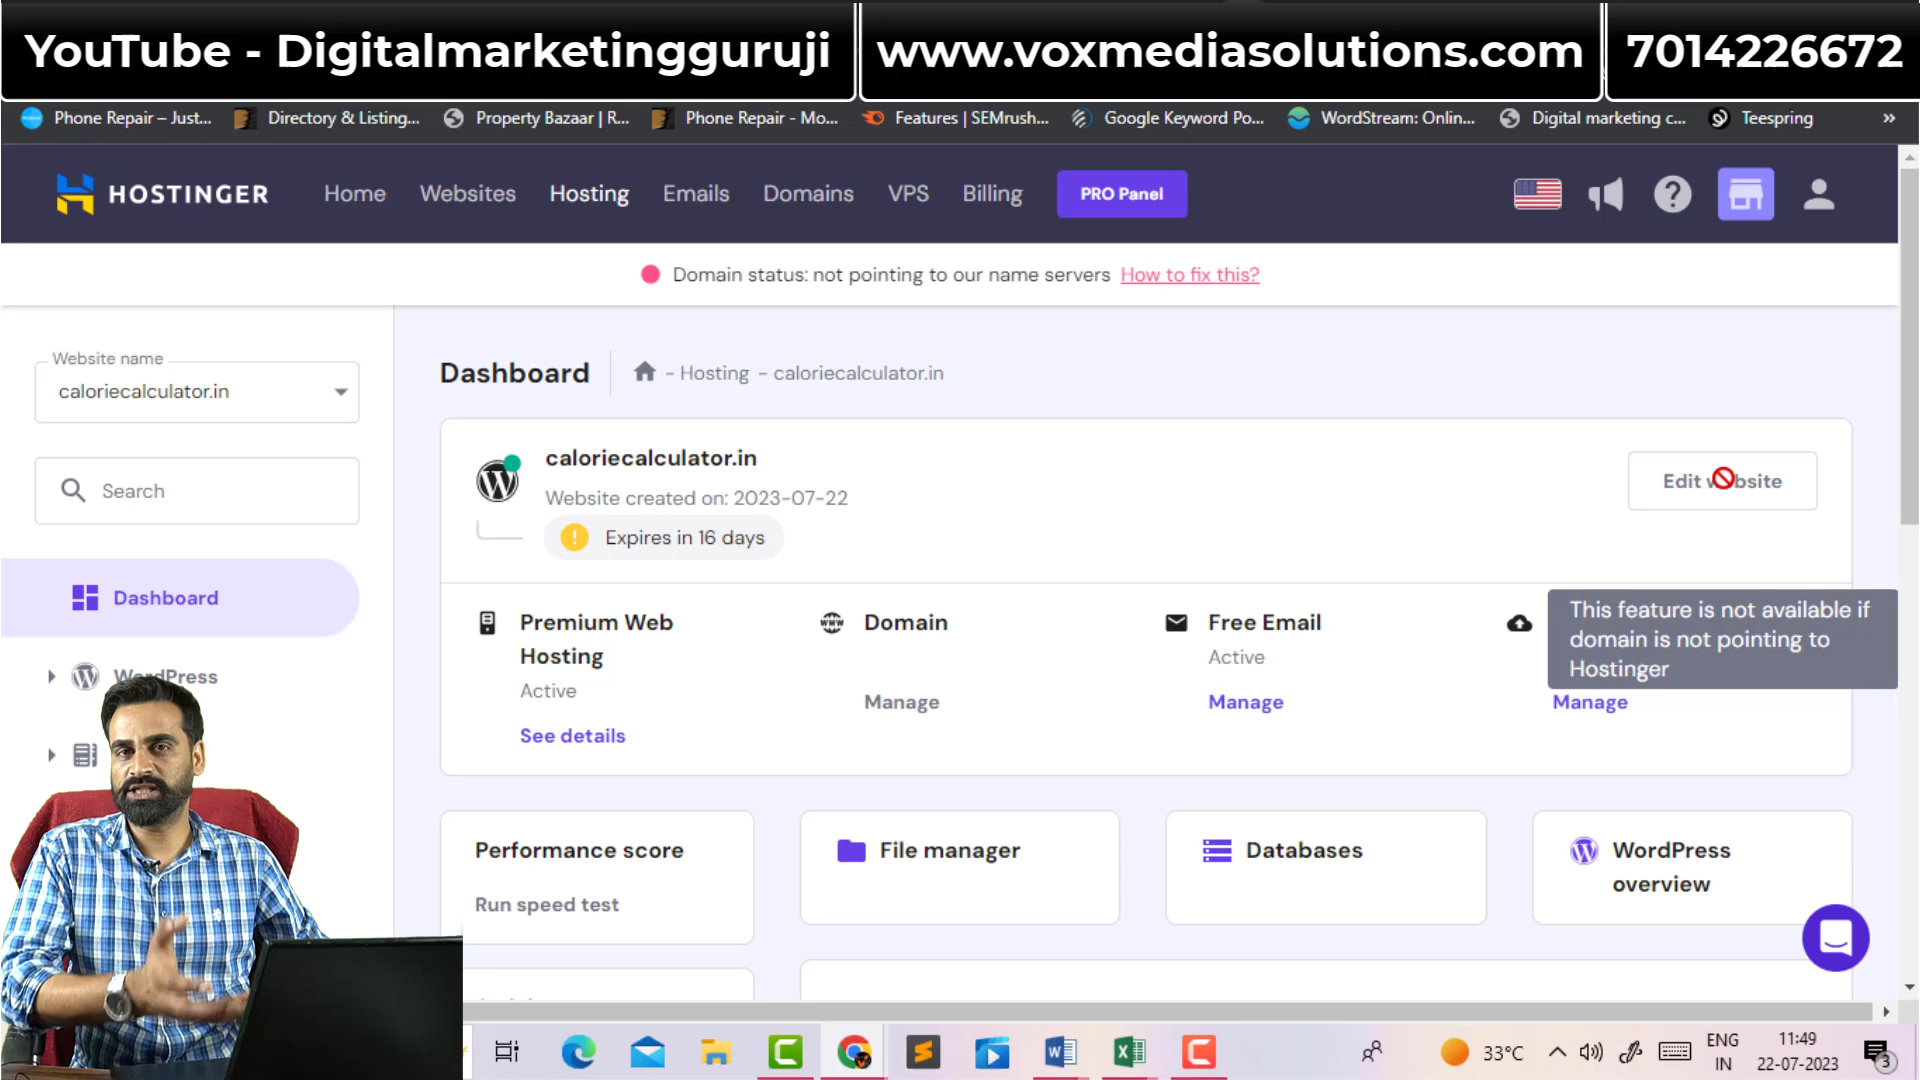 YouTube - Digitalmarketingguruji
www.voxmediasolutions.com
7014226672
Phone Repair – Just...
Directory & Listing...
Property Bazaar | R...
Phone Repair - Mo...
Features | SEMrush...
Google Keyword Po...
WordStream: Onlin...
Digital marketing c...
Teespring
»
HOSTINGER
Home
Websites
Hosting
Emails
Domains
VPS
Billing
PRO Panel
Domain status: not pointing to our name servers How to fix this?
Website name
caloriecalculator.in
Search
Dashboard
WordPress
Dashboard
- Hosting - caloriecalculator.in
caloriecalculator.in
Website created on: 2023-07-22
Expires in 16 days
Edit website
Premium Web
Hosting
Active
See details
Domain
Manage
Free Email
Active
Manage
This feature is not available if
domain is not pointing to
Hostinger
Manage
Performance score
Run speed test
File manager
Databases
WordPress
overview
33°C
ENG
IN
11:49
22-07-2023
3